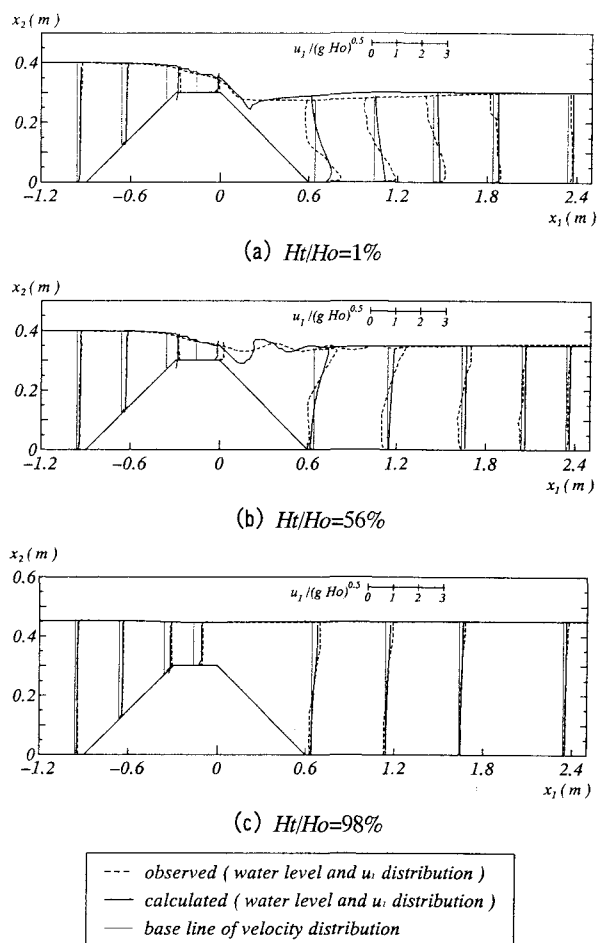 x₂ (m)
u₁/(g Ho)^0.5
0 1 2 3
0.4
0.2
0
-1.2 -0.6 0 0.6 1.2 1.8 2.4
x₁ (m)
(a) Ht/Ho=1%
x₂ (m)
u₁/(g Ho)^0.5
0 1 2 3
0.4
0.2
0
-1.2 -0.6 0 0.6 1.2 1.8 2.4
x₁ (m)
(b) Ht/Ho=56%
x₂ (m)
0.6
u₁/(g Ho)^0.5
0 1 2 3
0.4
0.2
0
-1.2 -0.6 0 0.6 1.2 1.8 2.4
x₁ (m)
(c) Ht/Ho=98%
observed ( water level and u₁ distribution )
calculated ( water level and u₁ distribution )
base line of velocity distribution